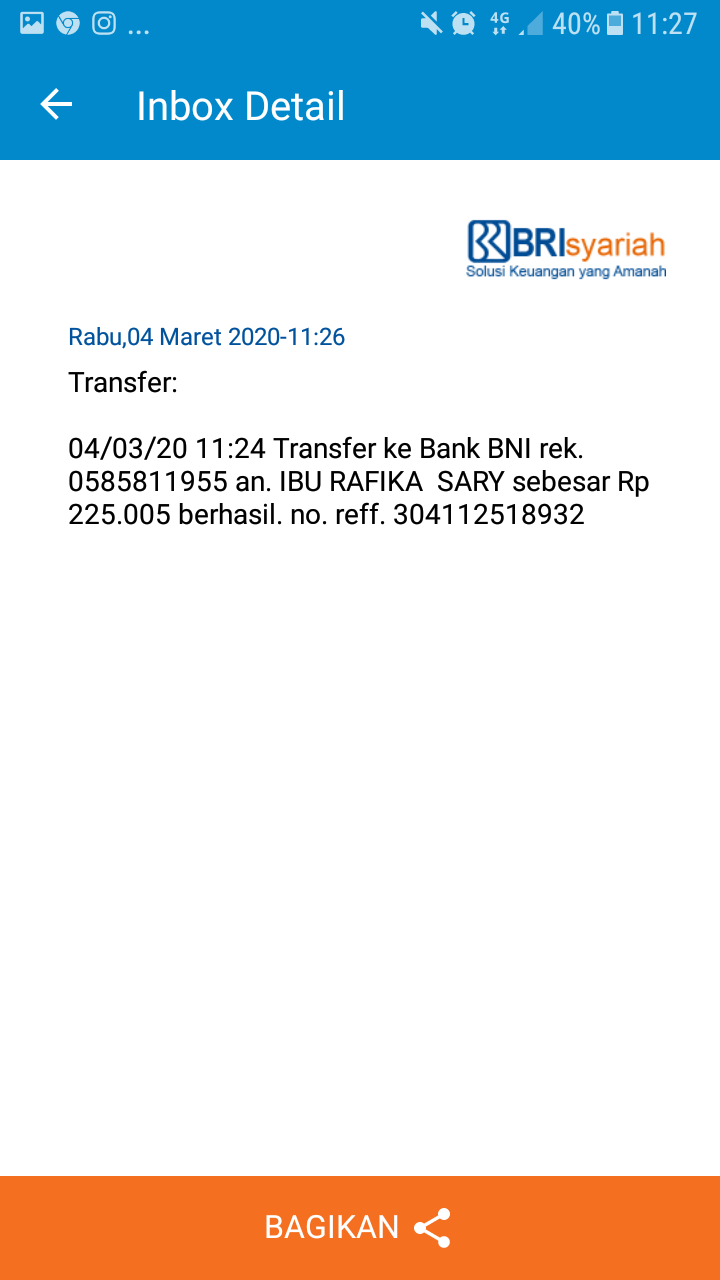 ... 4G 40% 11:27
Inbox Detail
BRIsyariah
Solusi Keuangan yang Amanah
Rabu,04 Maret 2020-11:26
Transfer:
04/03/20 11:24 Transfer ke Bank BNI rek.
0585811955 an. IBU RAFIKA  SARY sebesar Rp
225.005 berhasil. no. reff. 304112518932
BAGIKAN